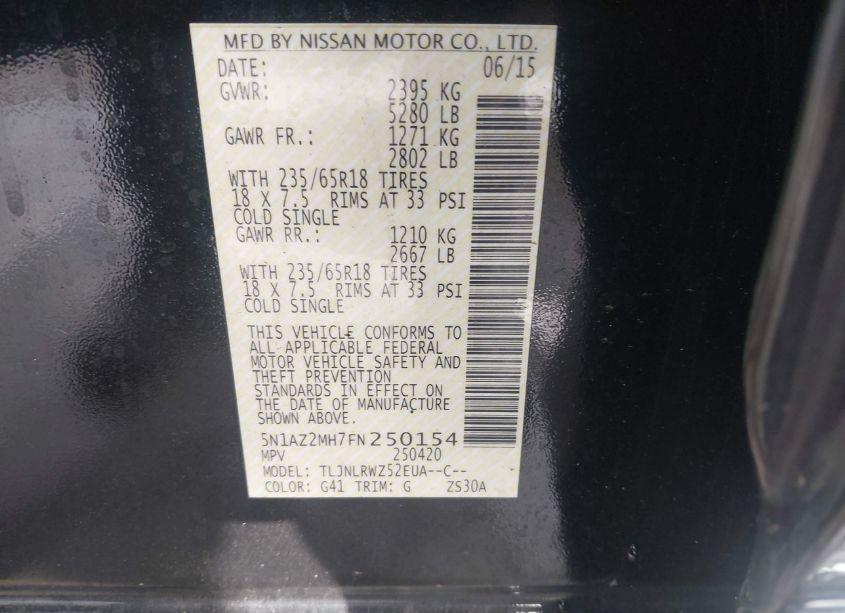 MFD BY NISSAN MOTOR CO., LTD.
DATE: 06/15
GVWR: 2395 KG
5280 LB
GAWR FR.: 1271 KG
2802 LB
WITH 235/65R18 TIRES
18 X 7.5 RIMS AT 33 PSI
COLD SINGLE
GAWR RR.: 1210 KG
2667 LB
WITH 235/65R18 TIRES
18 X 7.5 RIMS AT 33 PSI
COLD SINGLE
THIS VEHICLE CONFORMS TO
ALL APPLICABLE FEDERAL
MOTOR VEHICLE SAFETY AND
THEFT PREVENTION
STANDARDS IN EFFECT ON
THE DATE OF MANUFACTURE
SHOWN ABOVE.
5N1AZ2MH7FN250154
MPV 250420
MODEL: TLJNLRWZ52EUA--C--
COLOR: G41 TRIM: G ZS30A